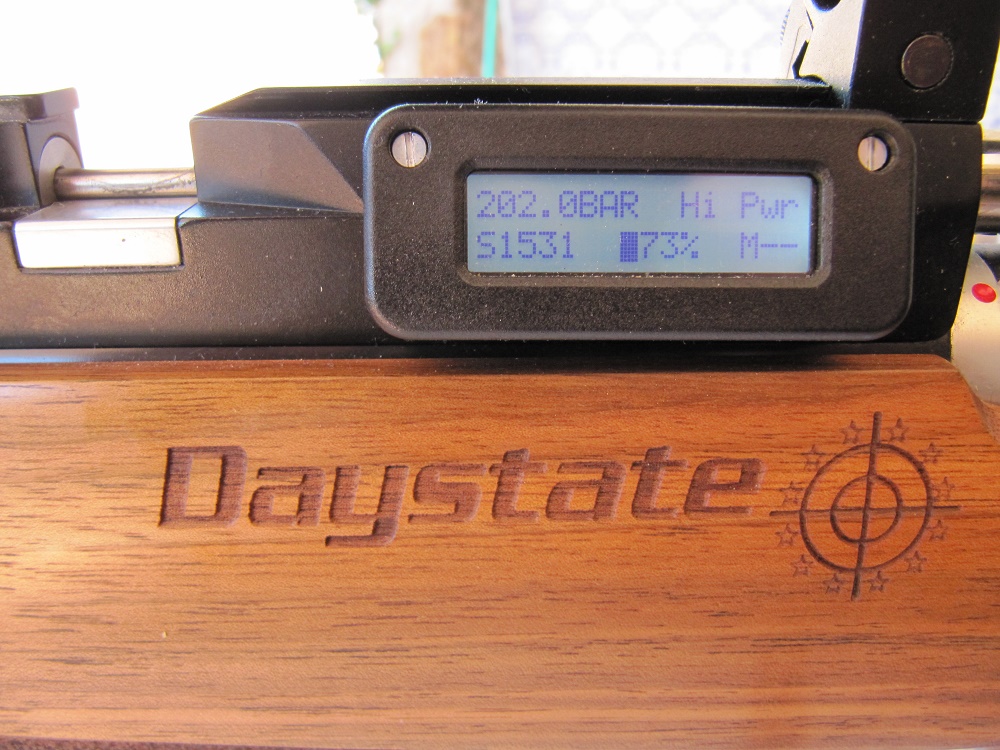 202.0BAR Hi Pwr
S1531 73% M--
Daystate